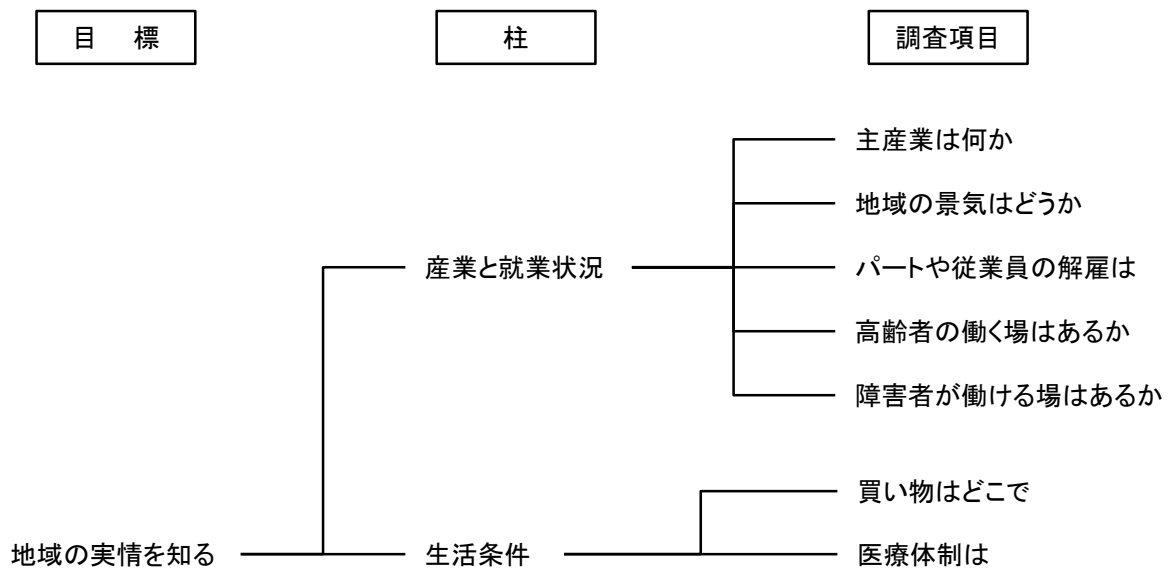 目 標
柱
調査項目
主産業は何か
地域の景気はどうか
産業と就業状況
パートや従業員の解雇は
高齢者の働く場はあるか
障害者が働ける場はあるか
買い物はどこで
地域の実情を知る
生活条件
医療体制は